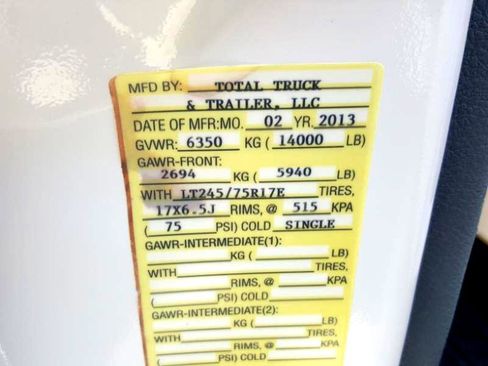 MFD BY: TOTAL TRUCK
& TRAILER, LLC
DATE OF MFR:MO. 02 YR. 2013
GVWR: 6350 KG ( 14000 LB)
GAWR-FRONT:
2694 KG ( 5940 LB)
WITH LT245/75R17E TIRES,
17X6.5J RIMS, @ 515 KPA
( 75 PSI) COLD SINGLE
GAWR-INTERMEDIATE(1):
KG ( LB)
WITH TIRES,
RIMS, @ KPA
( PSI) COLD
GAWR-INTERMEDIATE(2):
KG ( LB)
WITH TIRES,
RIMS, @ KPA
( PSI) COLD